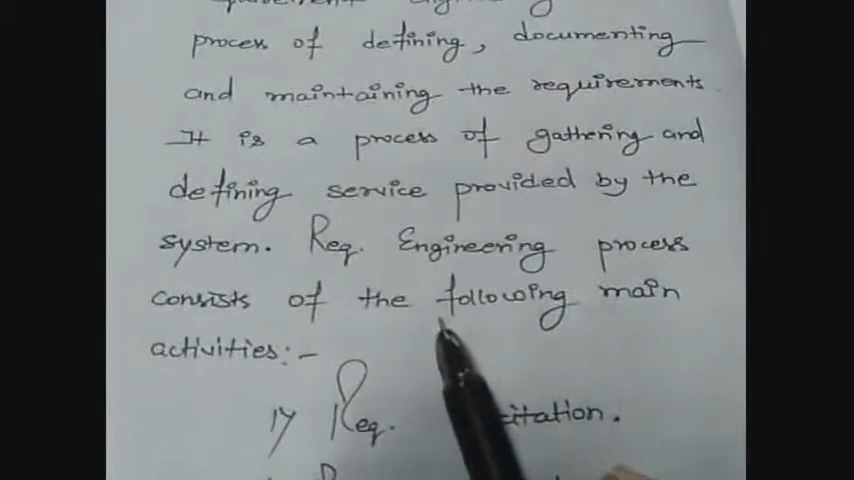 process of defining, documenting
and maintaining the requirements
It is a process of gathering and
defining service provided by the
system. Req. Engineering process
consists of the following main
activities:-
1) Req.